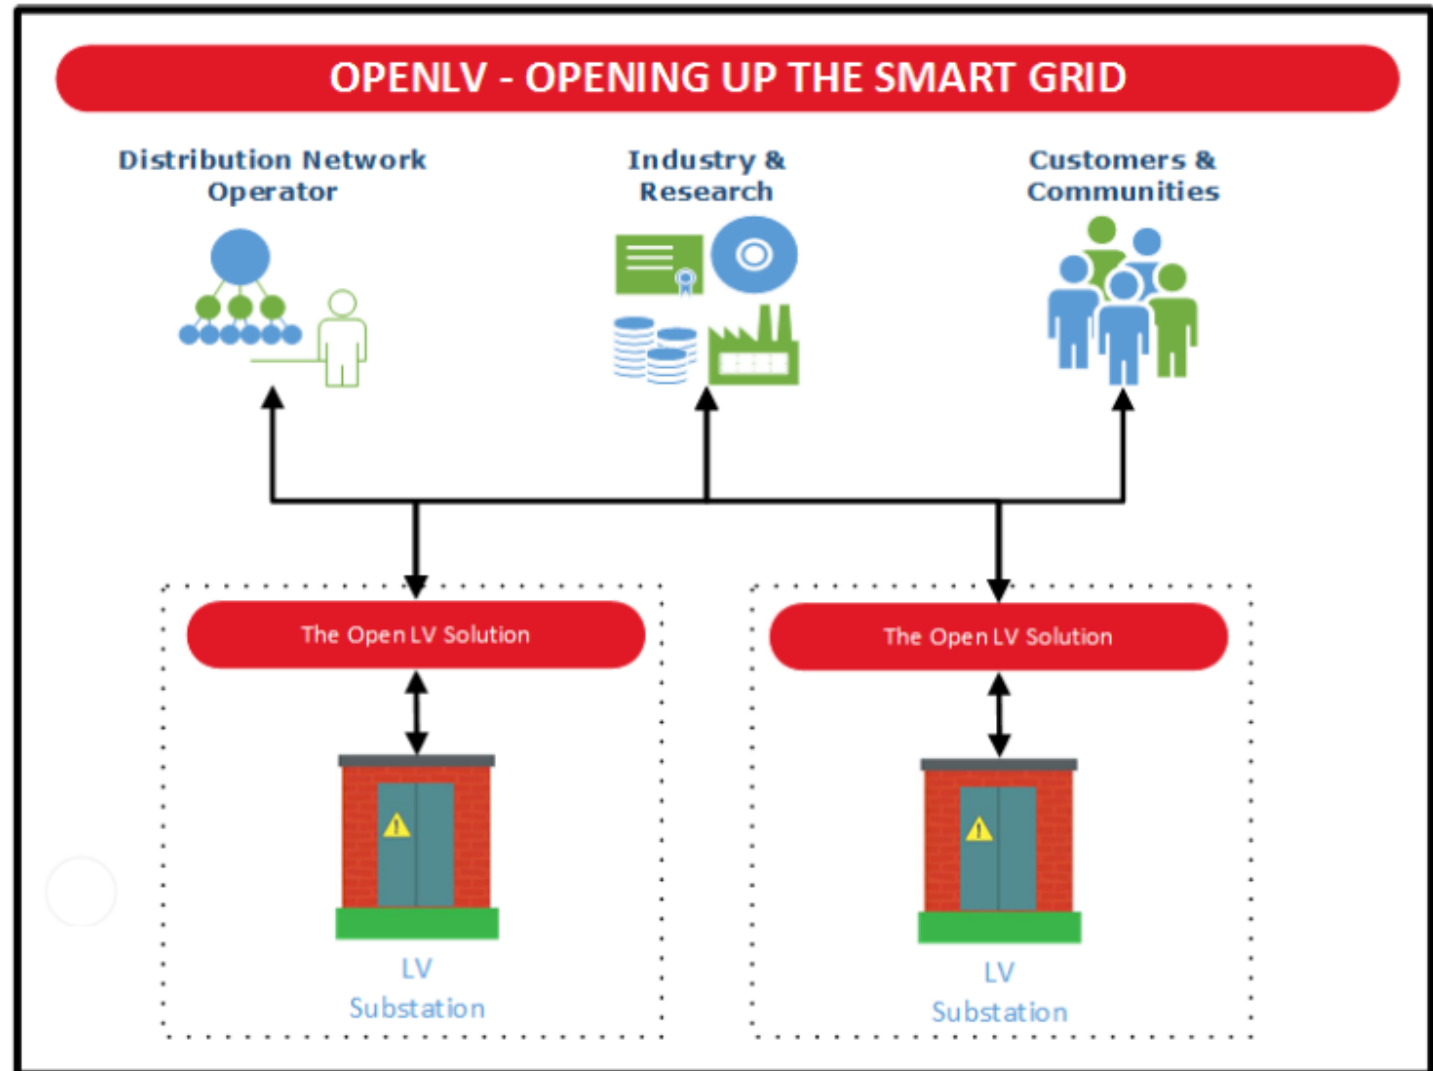 OPENLV - OPENING UP THE SMART GRID
Distribution Network
Operator
Industry &
Research
Customers &
Communities
The Open LV Solution
The Open LV Solution
LV
Substation
LV
Substation